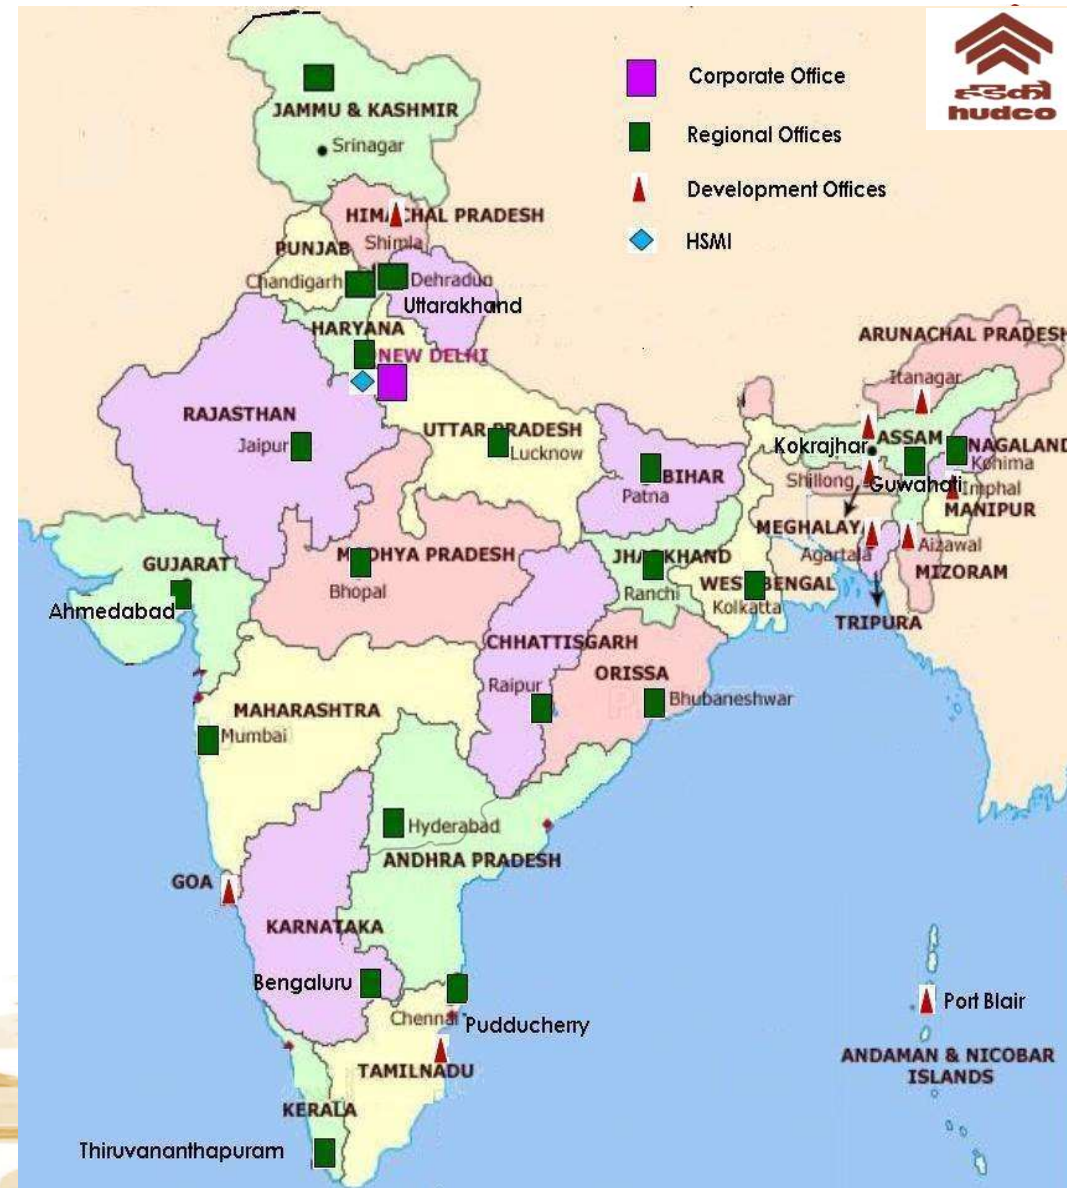 Corporate Office
Regional Offices
Development Offices
HSMI
हडको
hudco
JAMMU & KASHMIR
Srinagar
HIMACHAL PRADESH
Shimla
PUNJAB
Chandigarh
Dehradun
Uttarakhand
HARYANA
NEW DELHI
RAJASTHAN
Jaipur
UTTAR PRADESH
Lucknow
BIHAR
Patna
ARUNACHAL PRADESH
Itanagar
ASSAM
Kokrajhar
NAGALAND
Kohima
Shillong
Guwahati
Imphal
MANIPUR
MEGHALAY
Agartala
Aizawal
MIZORAM
TRIPURA
GUJARAT
Ahmedabad
MADHYA PRADESH
Bhopal
JHARKHAND
Ranchi
WEST BENGAL
Kolkatta
CHHATTISGARH
Raipur
ORISSA
Bhubaneshwar
MAHARASHTRA
Mumbai
Hyderabad
ANDHRA PRADESH
GOA
KARNATAKA
Bengaluru
Chennai
Pudducherry
TAMILNADU
KERALA
Thiruvananthapuram
Port Blair
ANDAMAN & NICOBAR
ISLANDS